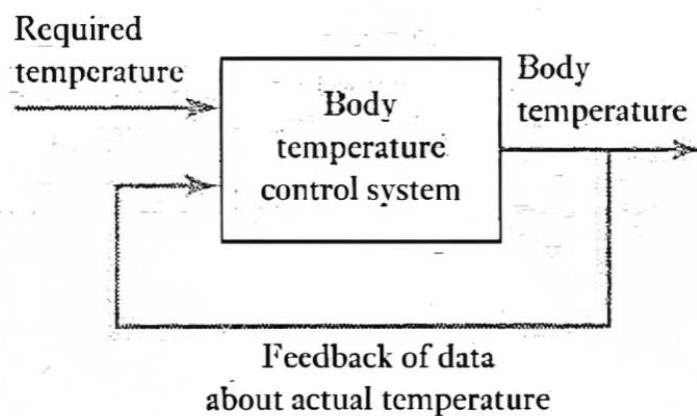 Required
temperature
Body
temperature
control system
Body
temperature
Feedback of data
about actual temperature